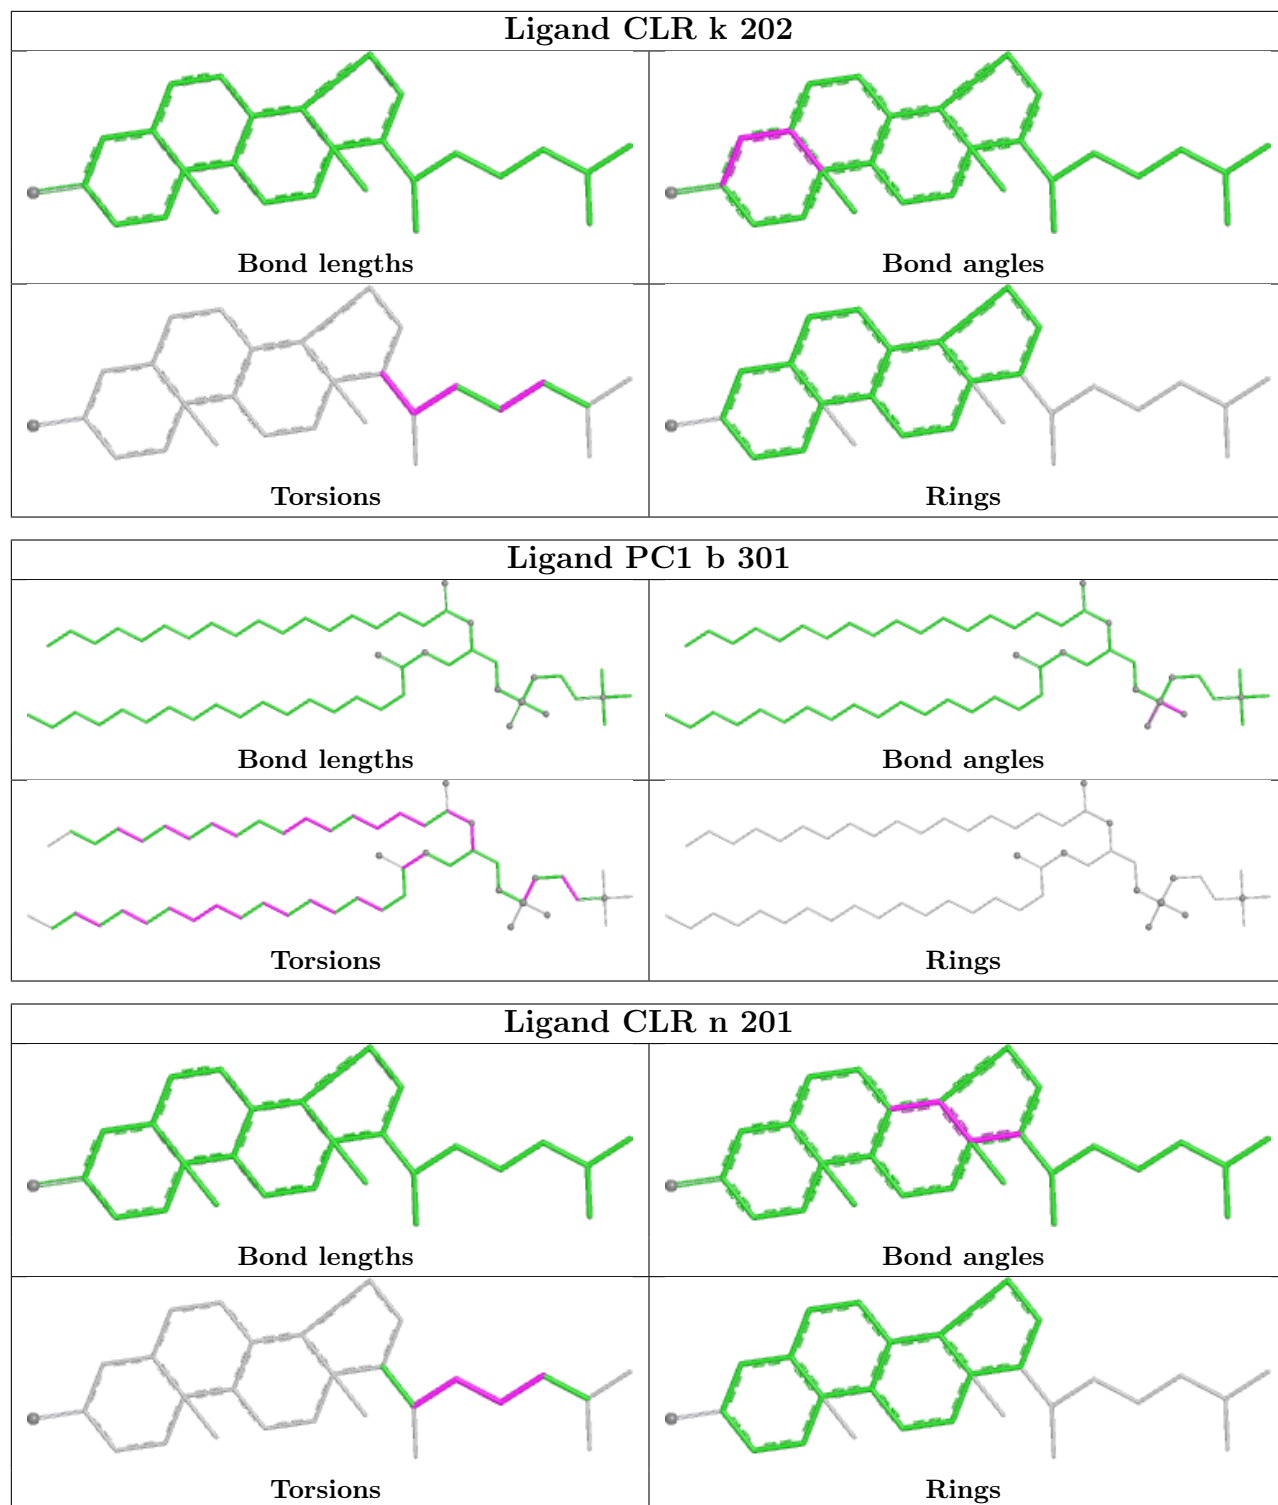 Ligand CLR k 202
Bond lengths
Bond angles
Torsions
Rings
Ligand PC1 b 301
Bond lengths
Bond angles
Torsions
Rings
Ligand CLR n 201
Bond lengths
Bond angles
Torsions
Rings